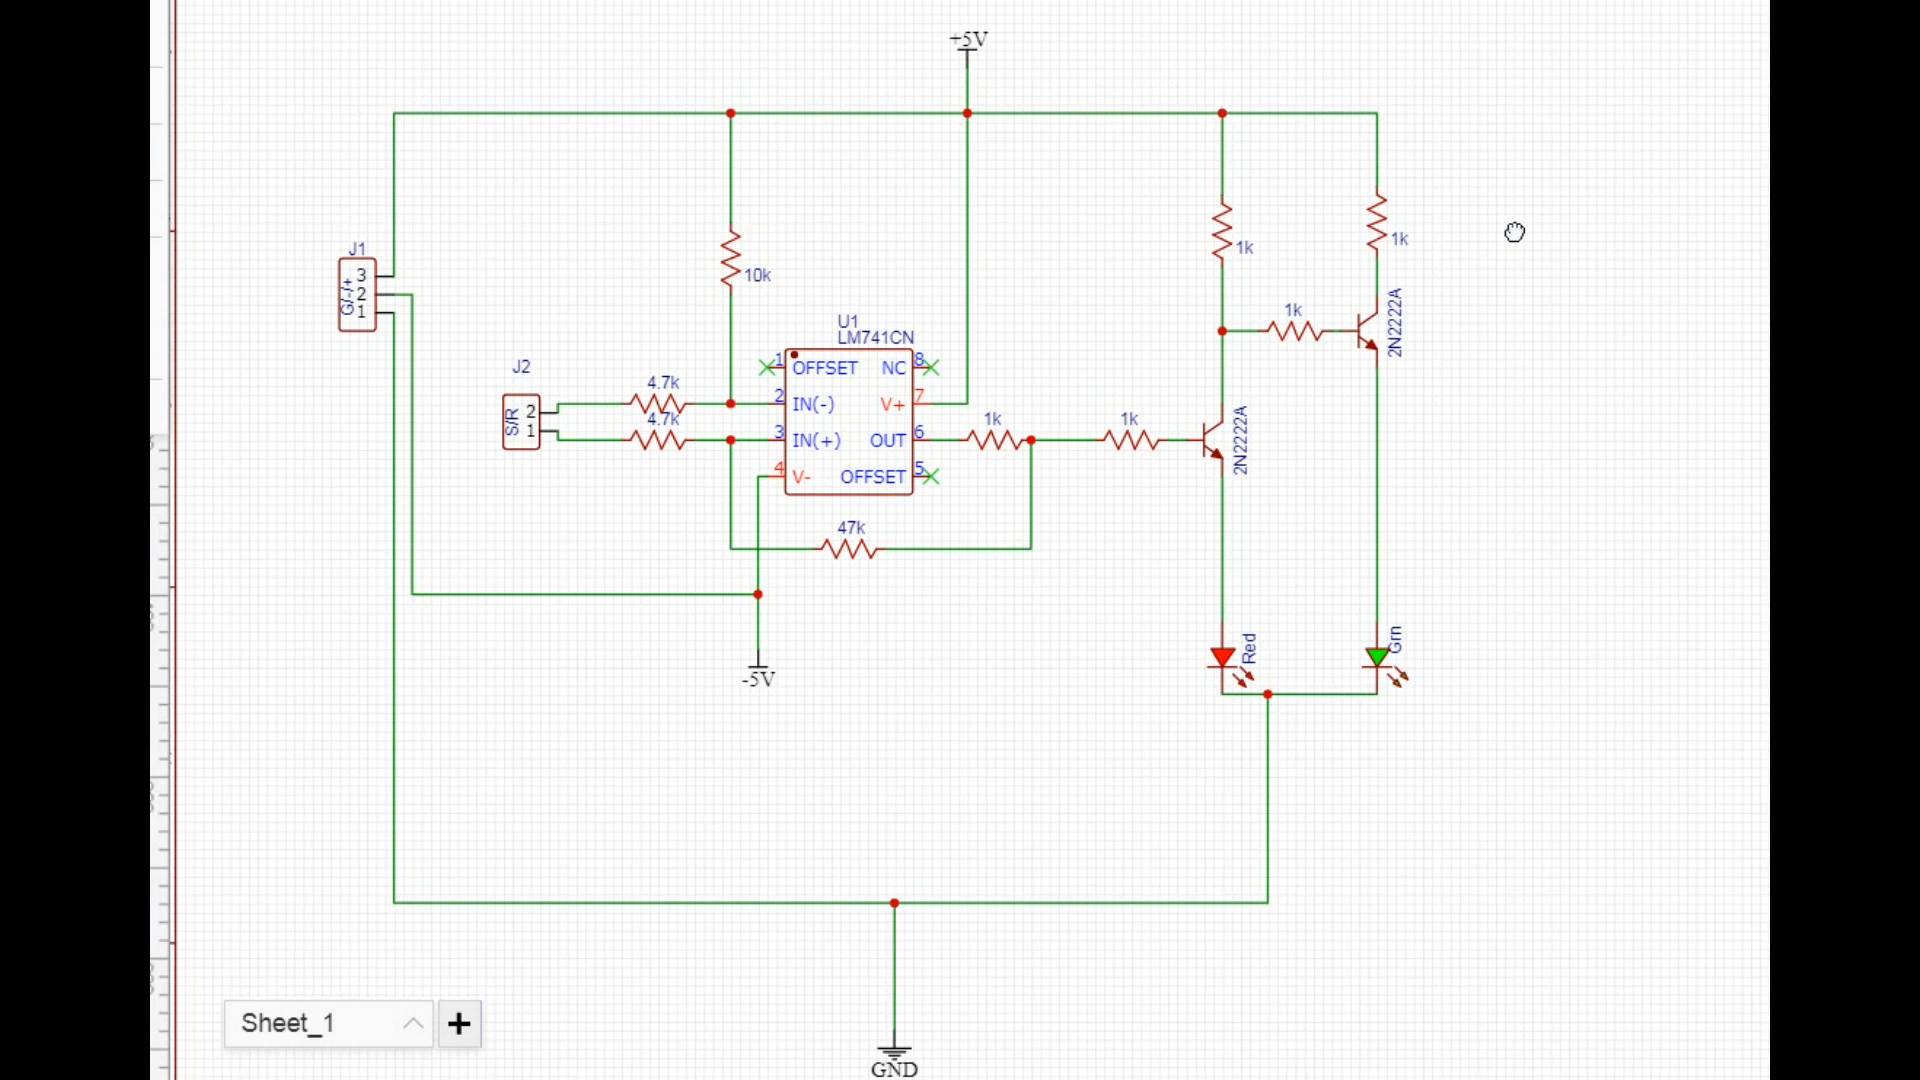 +5V
J1
G/-/+
3
2
1
10k
1k
1k
1k
2N2222A
U1
LM741CN
J2
S/R
2
1
4.7k
4.7k
1 OFFSET NC 8
2 IN(-) V+ 7
3 IN(+) OUT 6
4 V- OFFSET 5
1k
1k
2N2222A
47k
-5V
Red
Grn
Sheet_1
+
GND